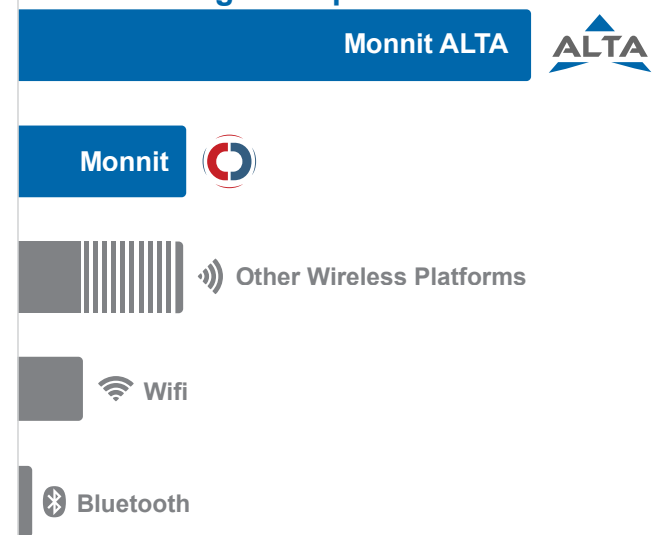 Monnit ALTA
ALTA
Monnit
Other Wireless Platforms
Wifi
Bluetooth